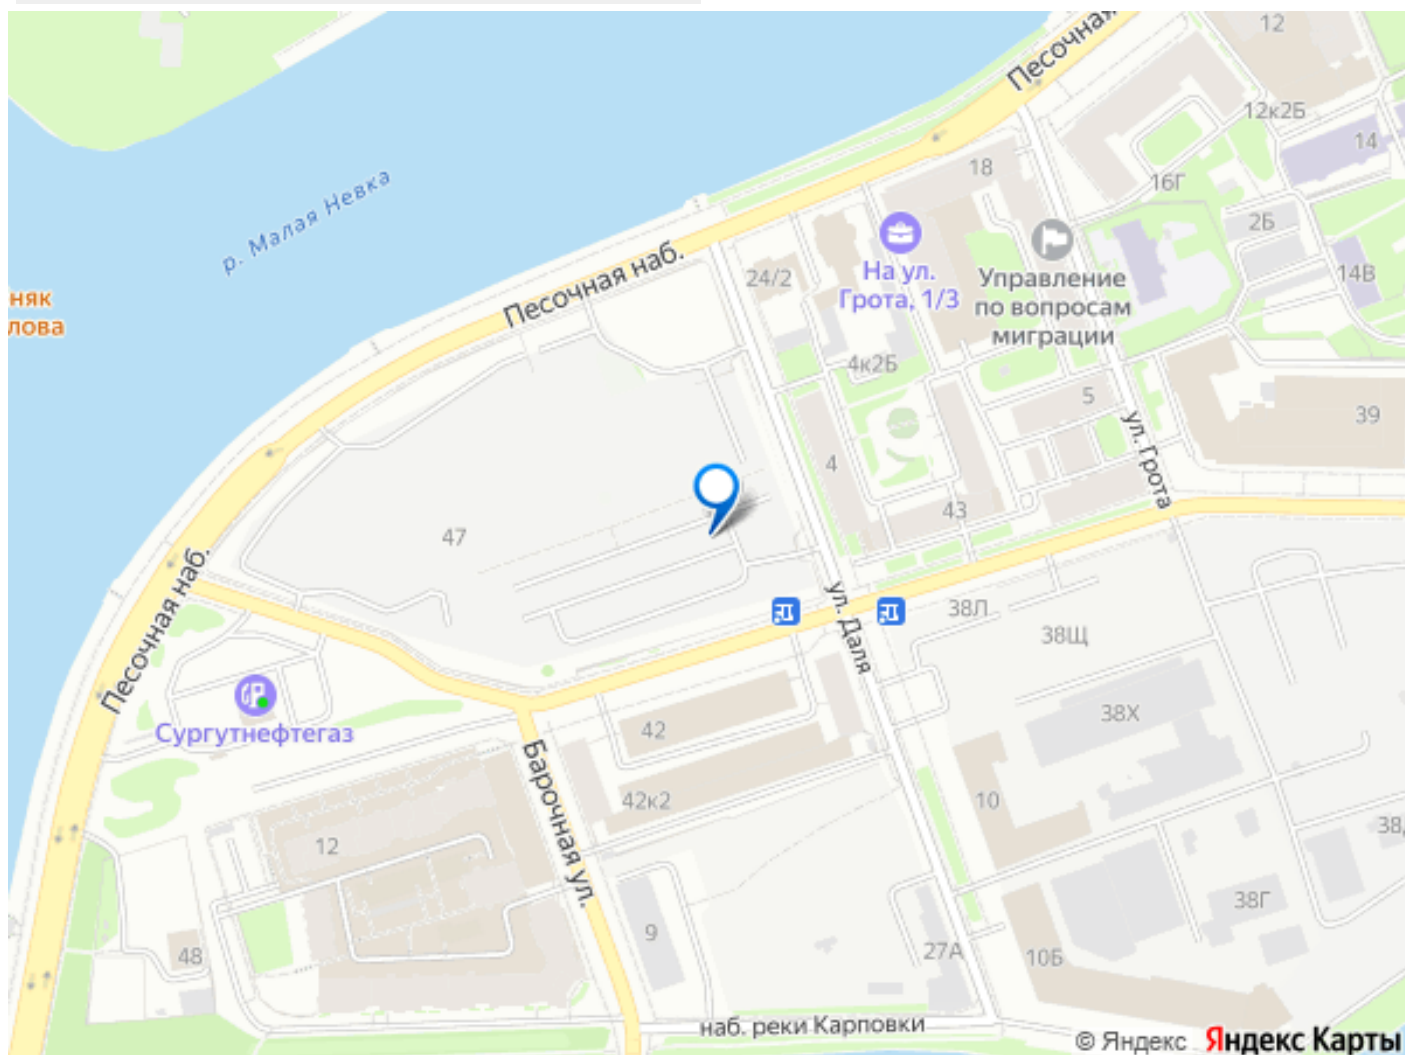 Песочная
12
Песочная
12к2Б
14
18
16Г
2Б
р. Малая Невка
Песочная наб.
24/2
На ул.
Грота, 1/3
Управление
по вопросам
миграции
14В
няк
лова
4к2Б
5
39
ул. Грота
4
43
47
Песочная наб.
ул. Даля
38Л
38Щ
Сургутнефтегаз
42
38Х
Барочная ул.
42к2
10
12
38Г
9
48
27А
10Б
наб. реки Карповки
© Яндекс Яндекс Карты